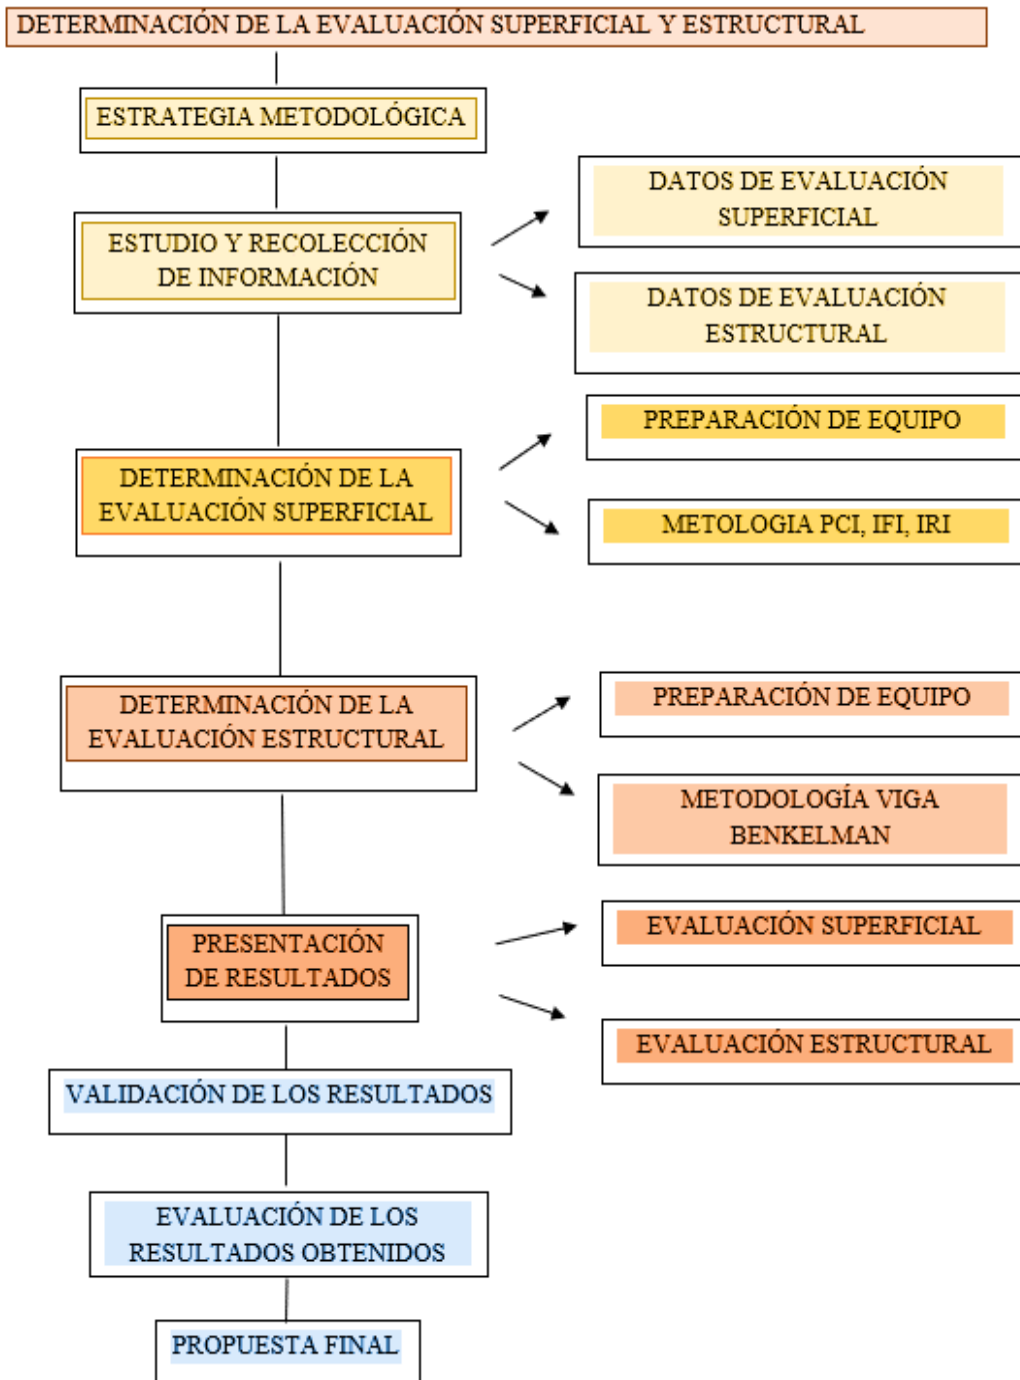 DETERMINACIÓN DE LA EVALUACIÓN SUPERFICIAL Y ESTRUCTURAL
ESTRATEGIA METODOLÓGICA
ESTUDIO Y RECOLECCIÓN
DE INFORMACIÓN
DATOS DE EVALUACIÓN
SUPERFICIAL
DATOS DE EVALUACIÓN
ESTRUCTURAL
DETERMINACIÓN DE LA
EVALUACIÓN SUPERFICIAL
PREPARACIÓN DE EQUIPO
METOLOGIA PCI, IFI, IRI
DETERMINACIÓN DE LA
EVALUACIÓN ESTRUCTURAL
PREPARACIÓN DE EQUIPO
METODOLOGÍA VIGA
BENKELMAN
PRESENTACIÓN
DE RESULTADOS
EVALUACIÓN SUPERFICIAL
EVALUACIÓN ESTRUCTURAL
VALIDACIÓN DE LOS RESULTADOS
EVALUACIÓN DE LOS
RESULTADOS OBTENIDOS
PROPUESTA FINAL